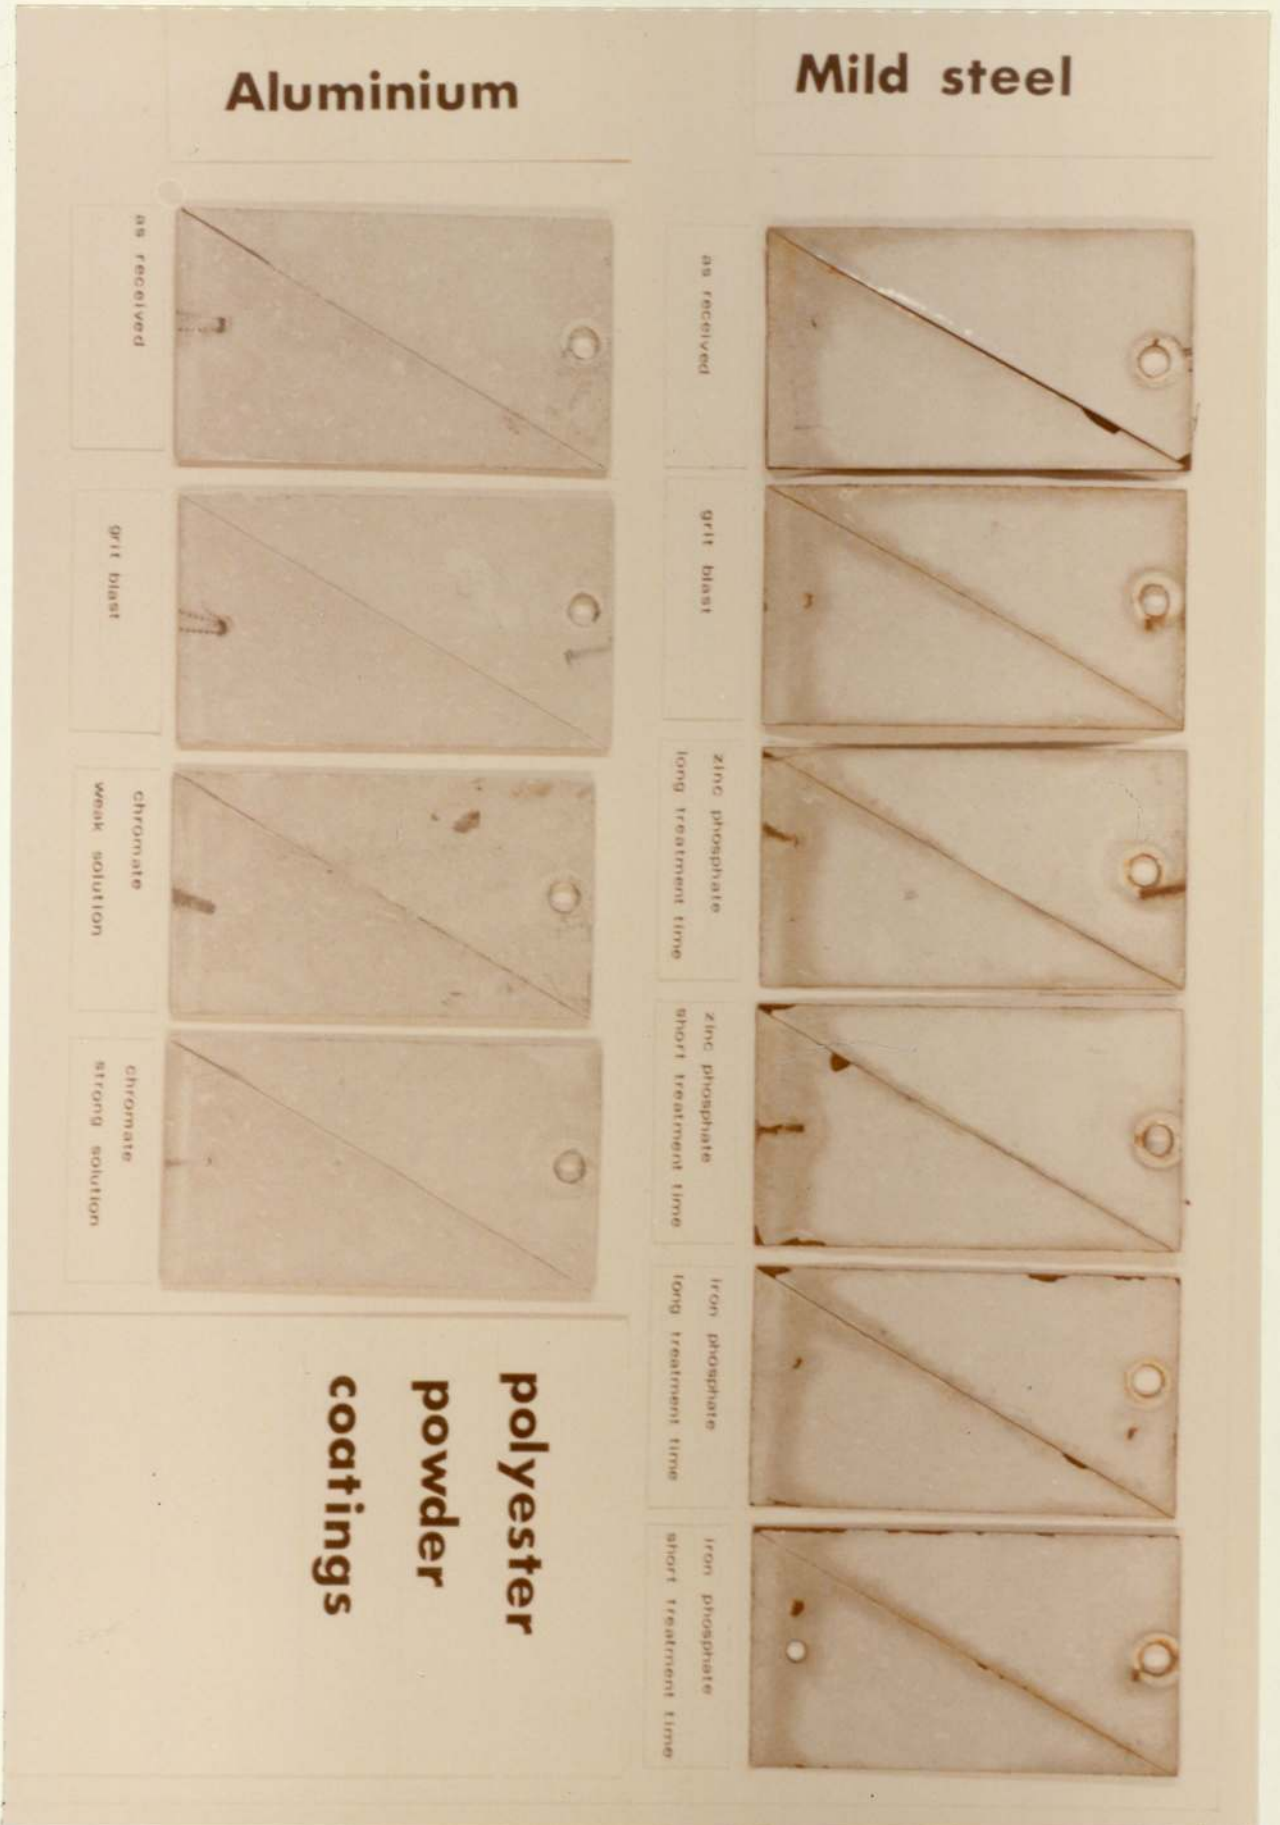 Aluminium
as received
grit blast
chromate
weak solution
chromate
strong solution
Mild steel
as received
grit blast
zinc phosphate
long treatment time
zinc phosphate
short treatment time
iron phosphate
long treatment time
iron phosphate
short treatment time
polyester
powder
coatings